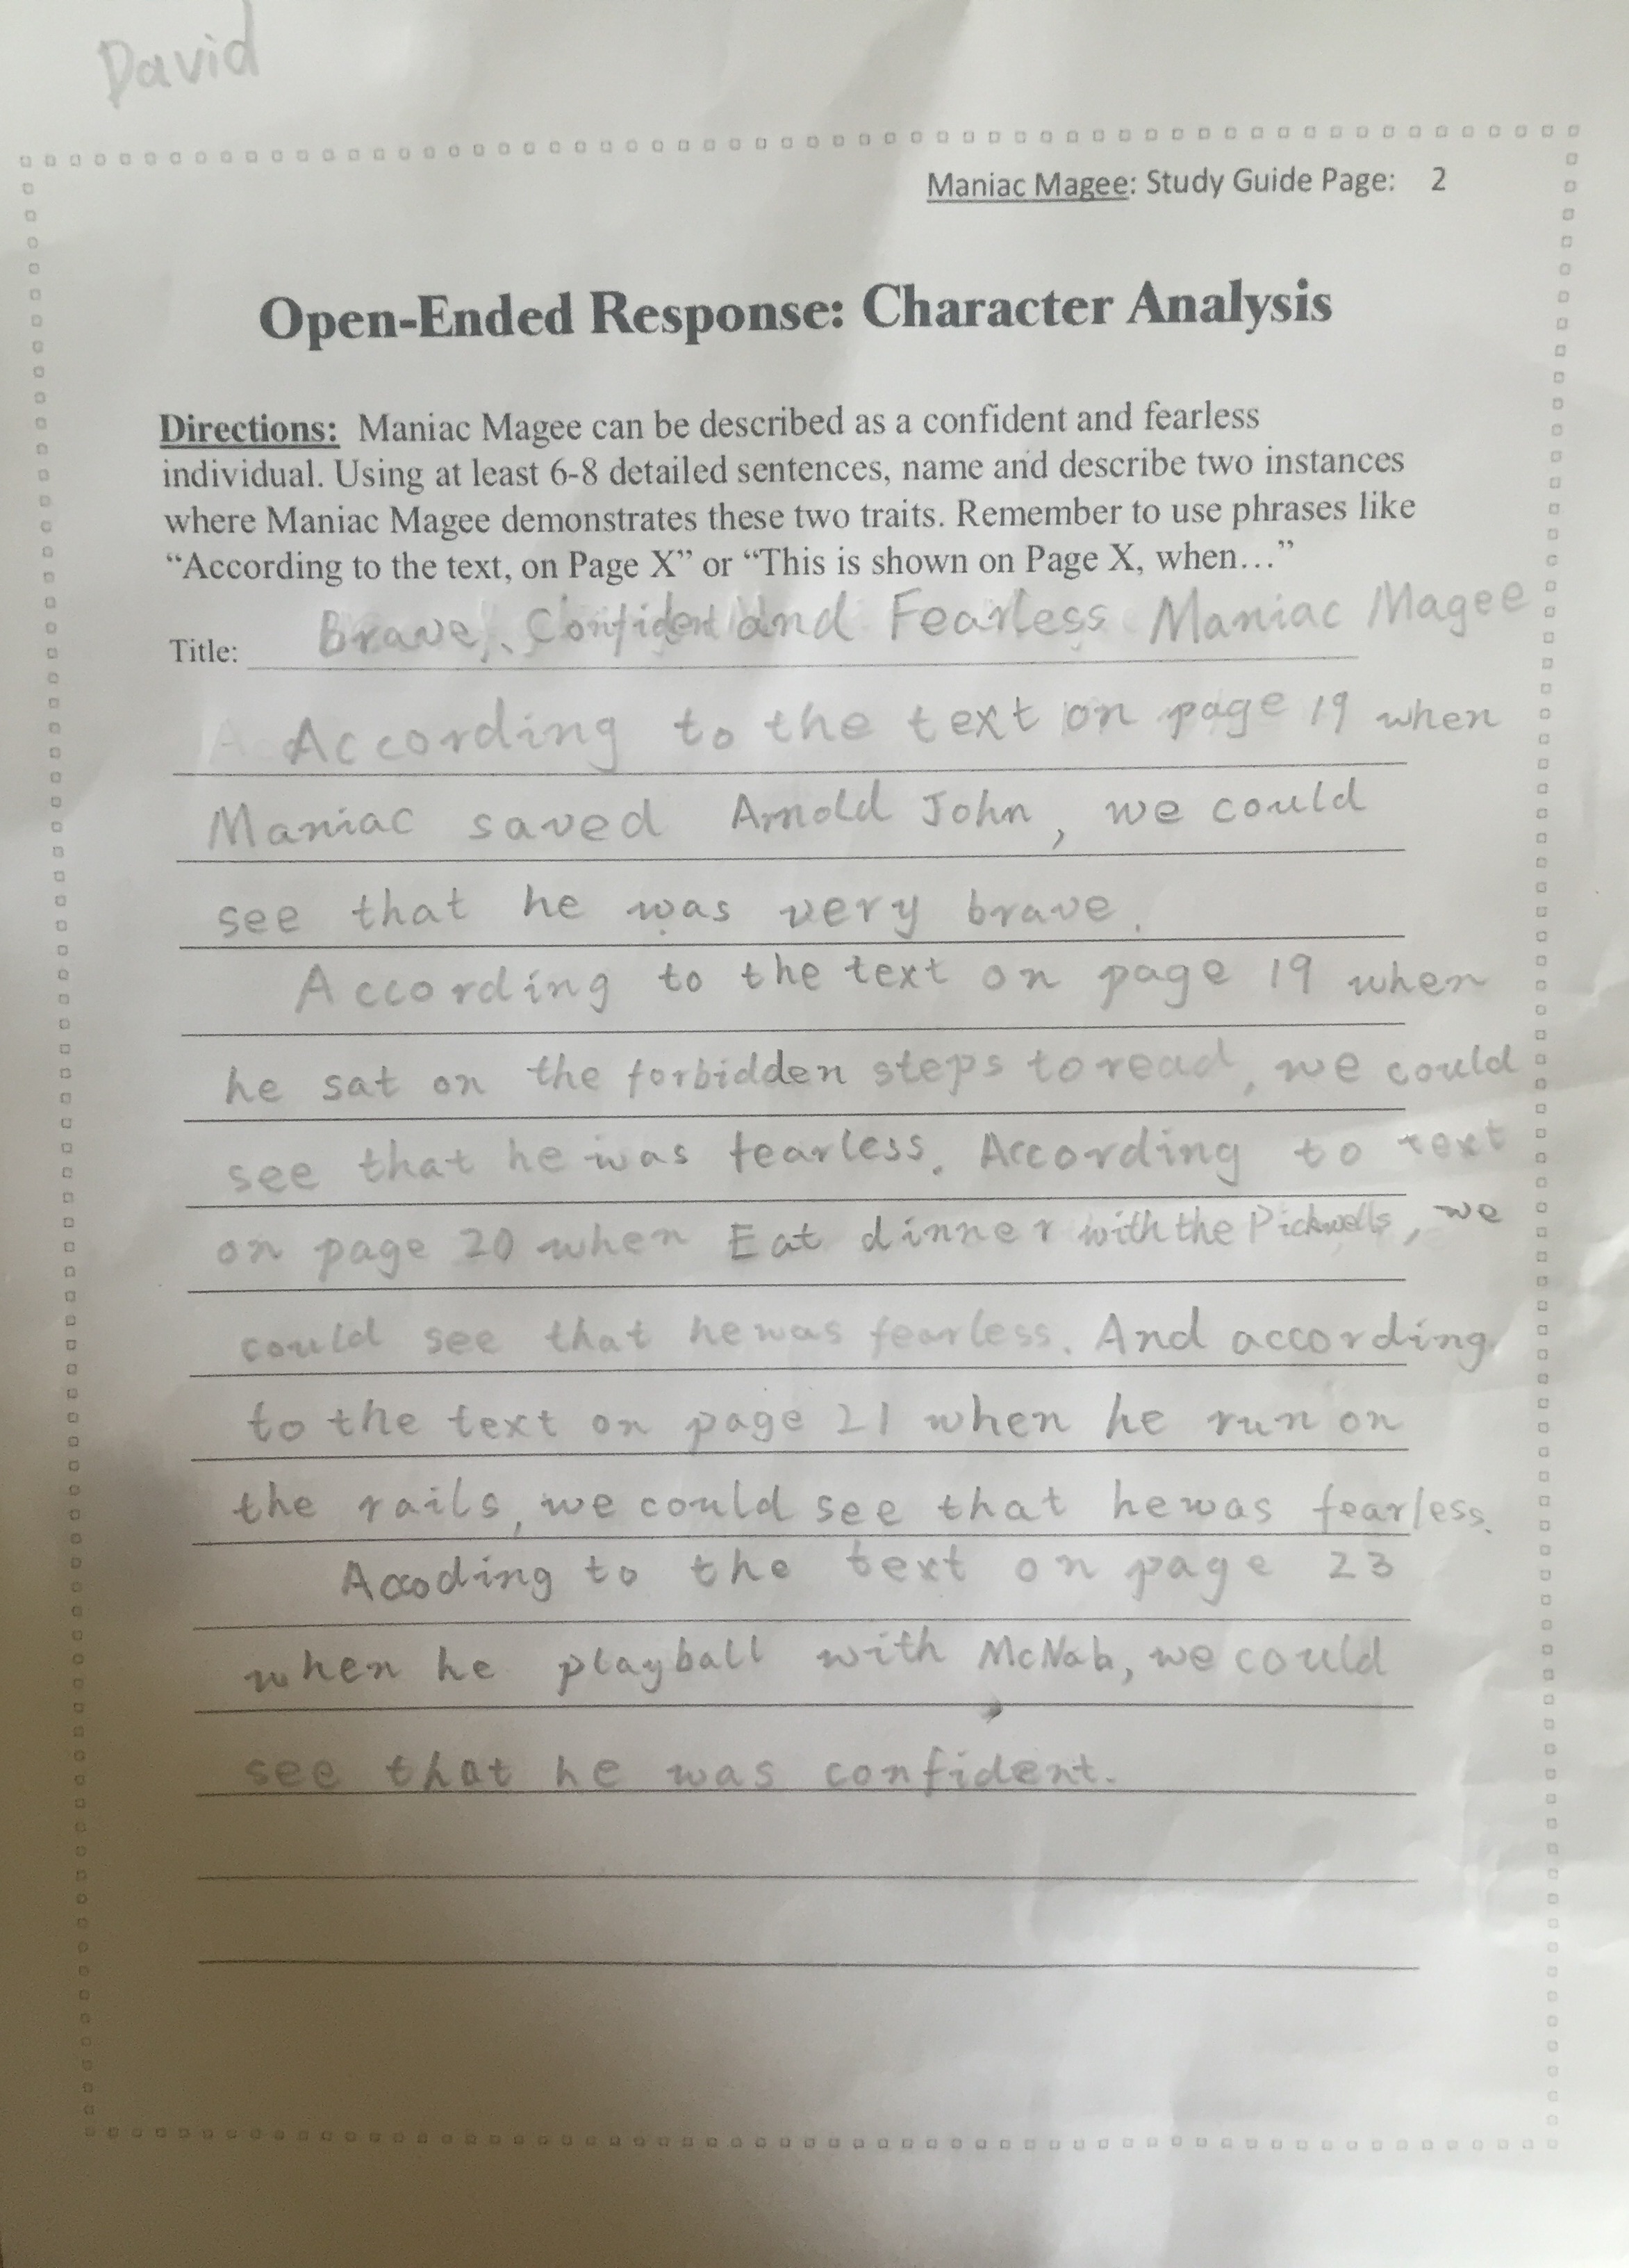 David
Maniac Magee: Study Guide Page: 2
Open-Ended Response: Character Analysis
Directions: Maniac Magee can be described as a confident and fearless
individual. Using at least 6-8 detailed sentences, name and describe two instances
where Maniac Magee demonstrates these two traits. Remember to use phrases like
“According to the text, on Page X” or “This is shown on Page X, when…”
Title: Brave, Confident and Fearless Maniac Magee
According to the text on page 19 when
Maniac saved Arnold John, we could
see that he was very brave.
According to the text on page 19 when
he sat on the forbidden steps to read, we could
see that he was fearless. According to text
on page 20 when Eat dinner with the Pickwells, we
could see that he was fearless. And according
to the text on page 21 when he run on
the rails, we could see that he was fearless.
Accoding to the text on page 23
when he playball with McNab, we could
see that he was confident.